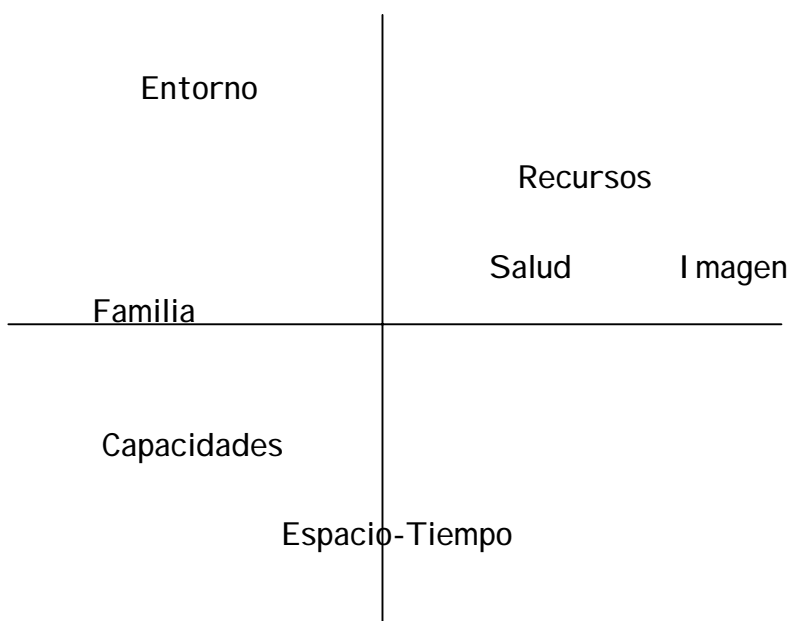 Entorno
Recursos
Salud Imagen
Familia
Capacidades
Espacio-Tiempo